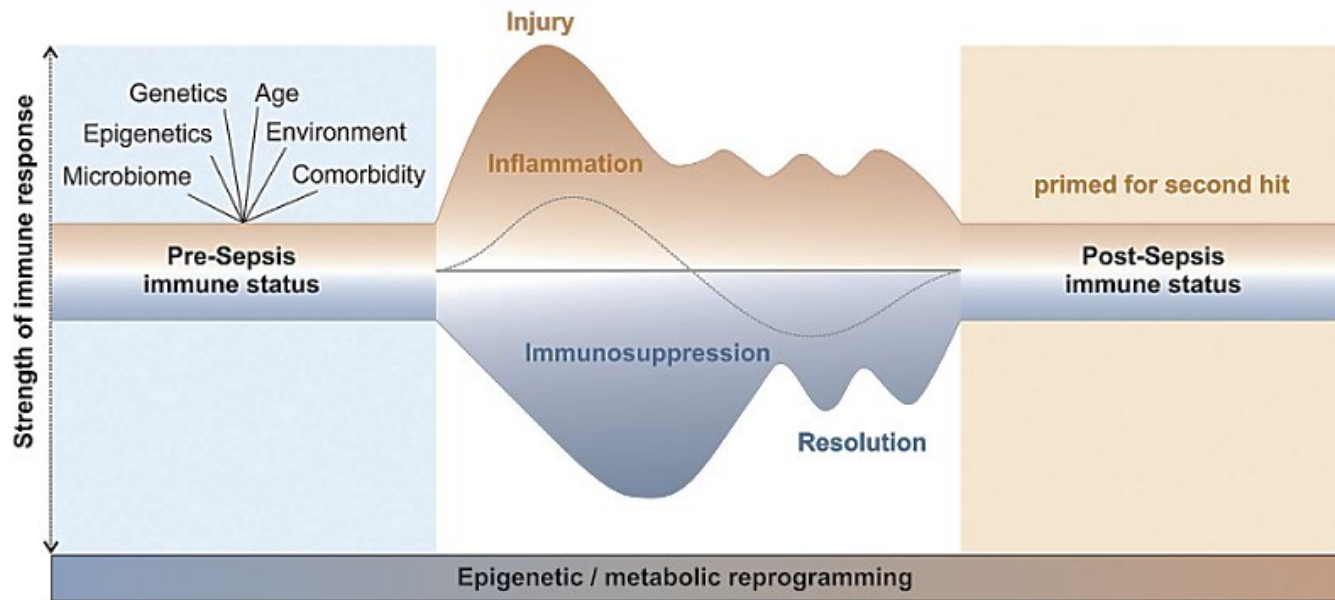 Injury
Genetics
Age
Epigenetics
Environment
Microbiome
Comorbidity
Strength of immune response
Inflammation
primed for second hit
Pre-Sepsis
immune status
Post-Sepsis
immune status
Immunosuppression
Resolution
Epigenetic / metabolic reprogramming